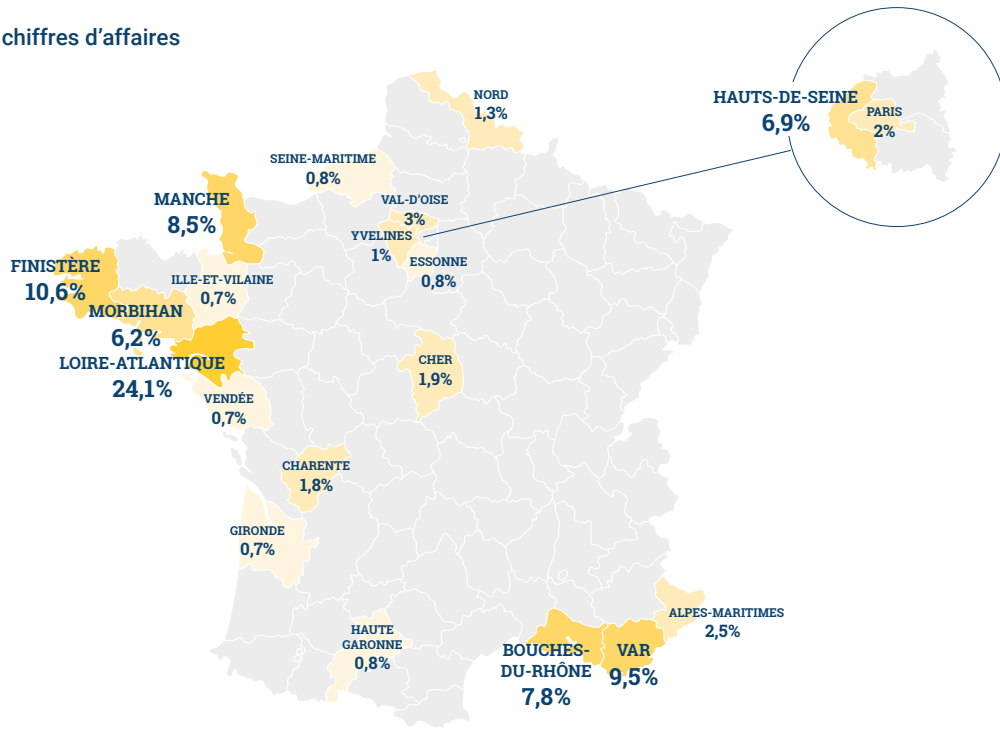 chiffres d’affaires
NORD
1,3%
HAUTS-DE-SEINE
6,9%
PARIS
2%
SEINE-MARITIME
0,8%
MANCHE
8,5%
VAL-D'OISE
3%
YVELINES
1%
ESSONNE
0,8%
FINISTÈRE
10,6%
ILLE-ET-VILAINE
0,7%
MORBIHAN
6,2%
LOIRE-ATLANTIQUE
24,1%
CHER
1,9%
VENDÉE
0,7%
CHARENTE
1,8%
GIRONDE
0,7%
ALPES-MARITIMES
2,5%
HAUTE
GARONNE
0,8%
BOUCHES-
DU-RHÔNE
7,8%
VAR
9,5%